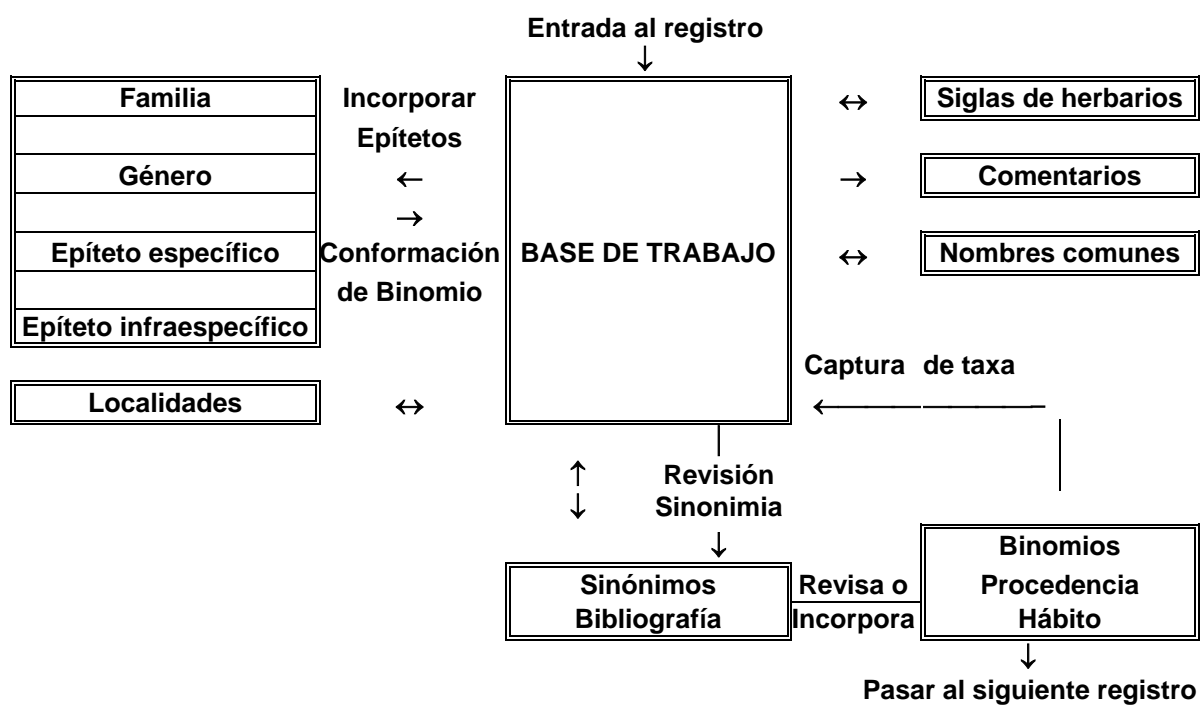 Entrada al registro
↓
Familia
Incorporar
↔
Siglas de herbarios
Epítetos
Género
←
→
Comentarios
→
Epíteto específico
Conformación
BASE DE TRABAJO
↔
Nombres comunes
de Binomio
Epíteto infraespecífico
Captura de taxa
Localidades
↔
←
↑
↓
Revisión
Sinonimia
↓
Binomios
Sinónimos
Revisa o
Procedencia
Bibliografía
Incorpora
Hábito
↓
Pasar al siguiente registro